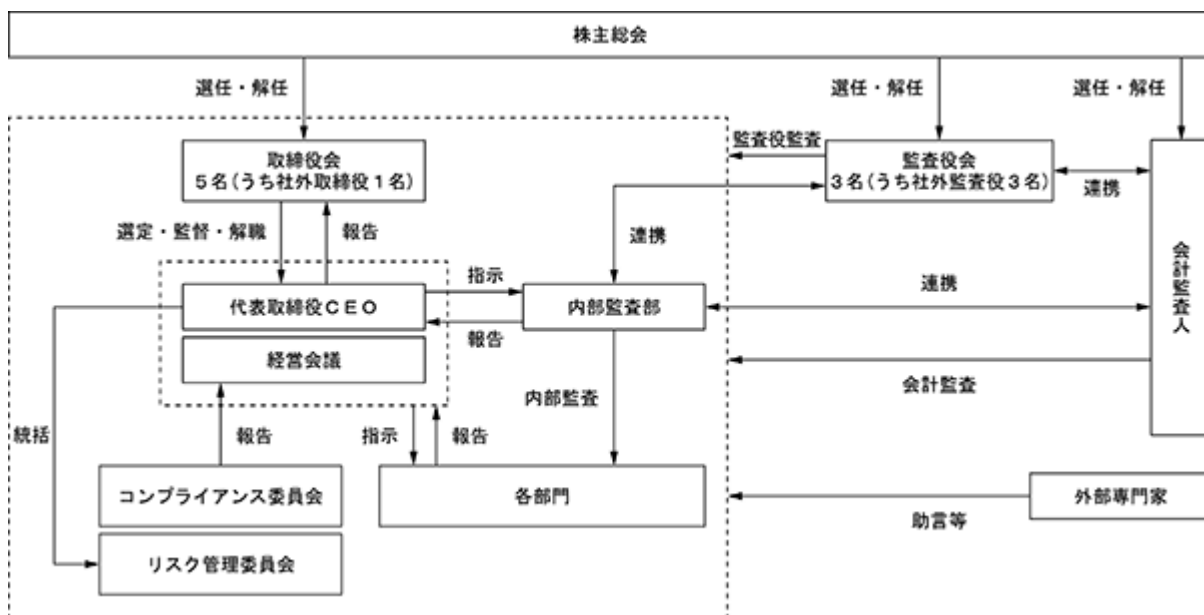 株主総会
選任・解任
選任・解任
選任・解任
監査役監査
取締役会
5名(うち社外取締役1名)
監査役会
3名(うち社外監査役3名)
連携
選定・監督・解職
報告
連携
会計監査人
指示
連携
代表取締役CEO
内部監査部
報告
経営会議
会計監査
内部監査
統括
報告
指示
報告
コンプライアンス委員会
各部門
外部専門家
助言等
リスク管理委員会